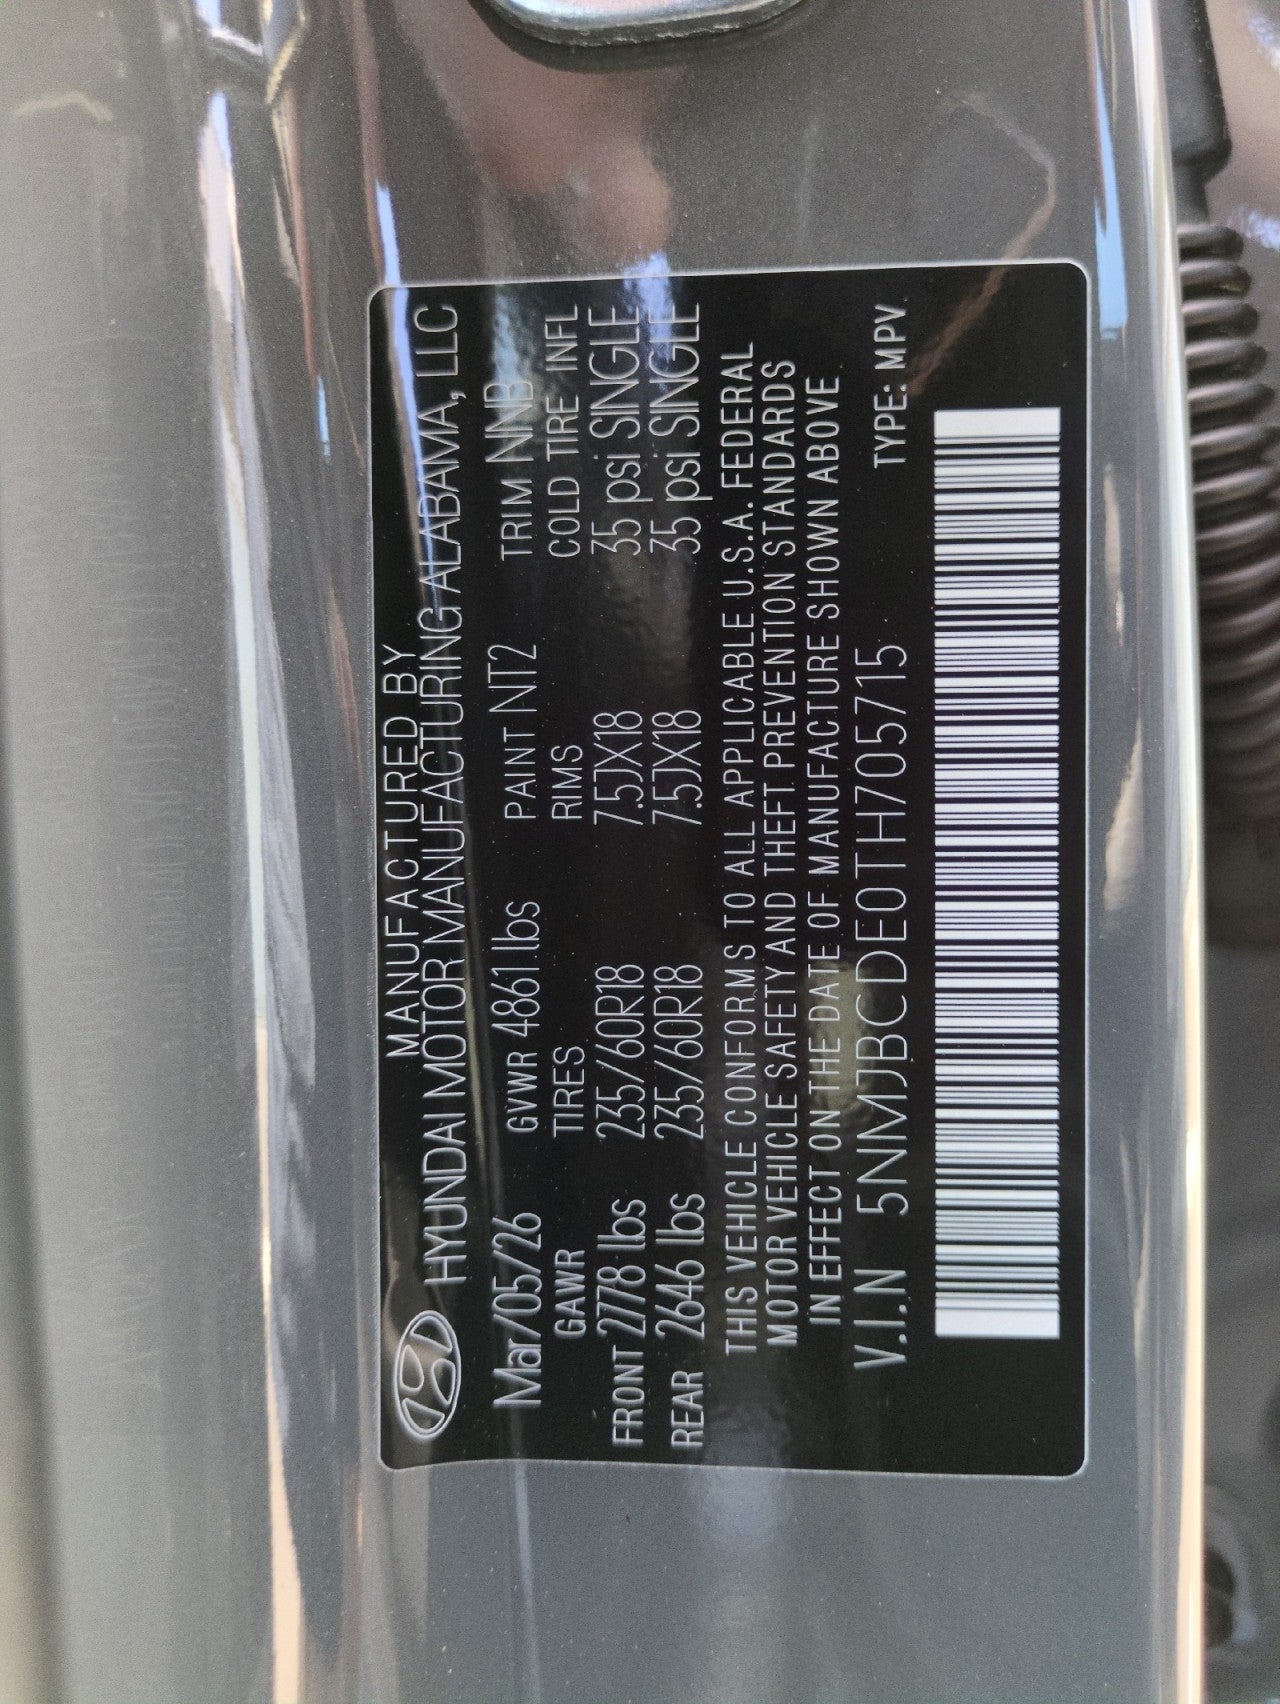 MANUFACTURED BY
HYUNDAI MOTOR MANUFACTURING ALABAMA, LLC
Mar/05/26 GVWR 4861 lbs PAINT NT2 TRIM NNB
GAWR TIRES RIMS COLD TIRE INFL
FRONT 2778 lbs 235/60R18 7.5JX18 35 psi SINGLE
REAR 2646 lbs 235/60R18 7.5JX18 35 psi SINGLE
THIS VEHICLE CONFORMS TO ALL APPLICABLE U.S.A. FEDERAL
MOTOR VEHICLE SAFETY AND THEFT PREVENTION STANDARDS
IN EFFECT ON THE DATE OF MANUFACTURE SHOWN ABOVE
V.I.N 5NMJBCDE0TH705715 TYPE: MPV